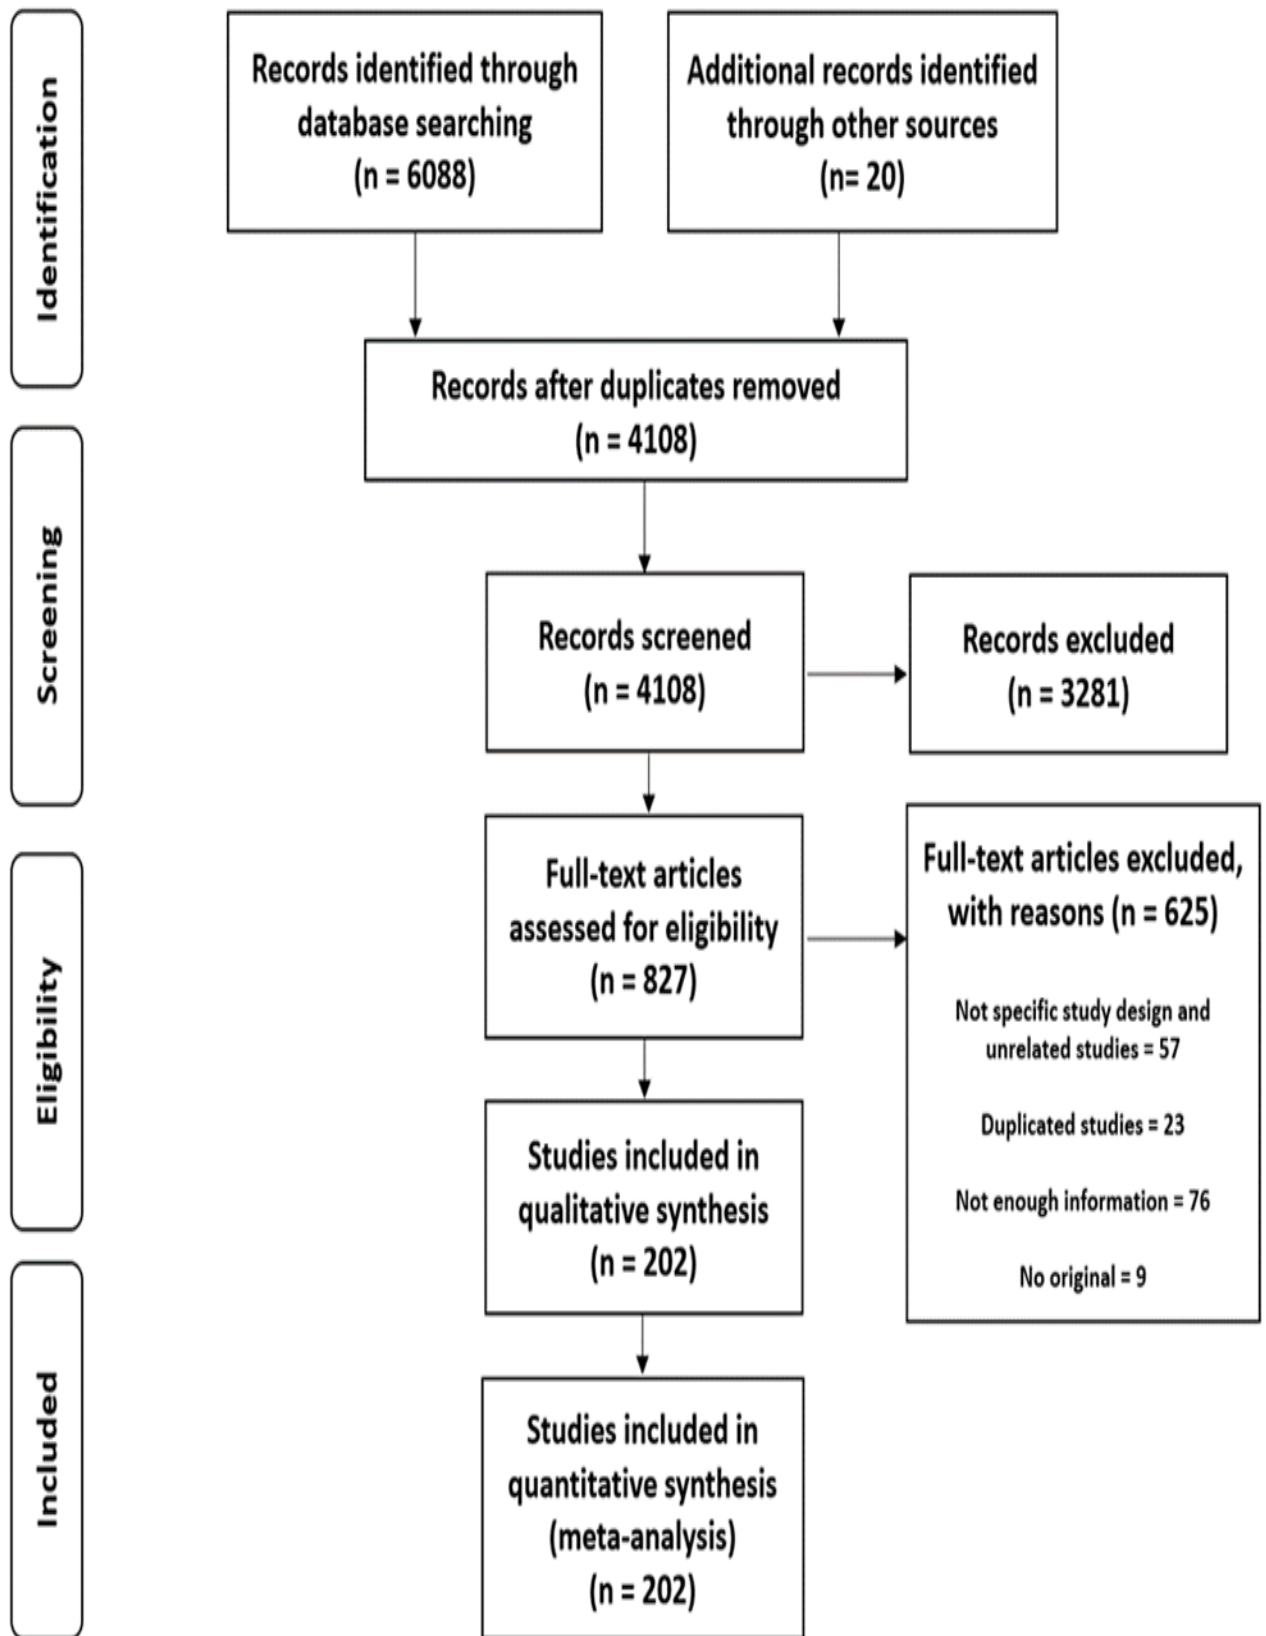 Identification
Records identified through
database searching
(n = 6088)
Additional records identified
through other sources
(n= 20)
Records after duplicates removed
(n = 4108)
Screening
Records screened
(n = 4108)
Records excluded
(n = 3281)
Eligibility
Full-text articles
assessed for eligibility
(n = 827)
Full-text articles excluded,
with reasons (n = 625)
Not specific study design and
unrelated studies = 57
Duplicated studies = 23
Not enough information = 76
No original = 9
Studies included in
qualitative synthesis
(n = 202)
Included
Studies included in
quantitative synthesis
(meta-analysis)
(n = 202)